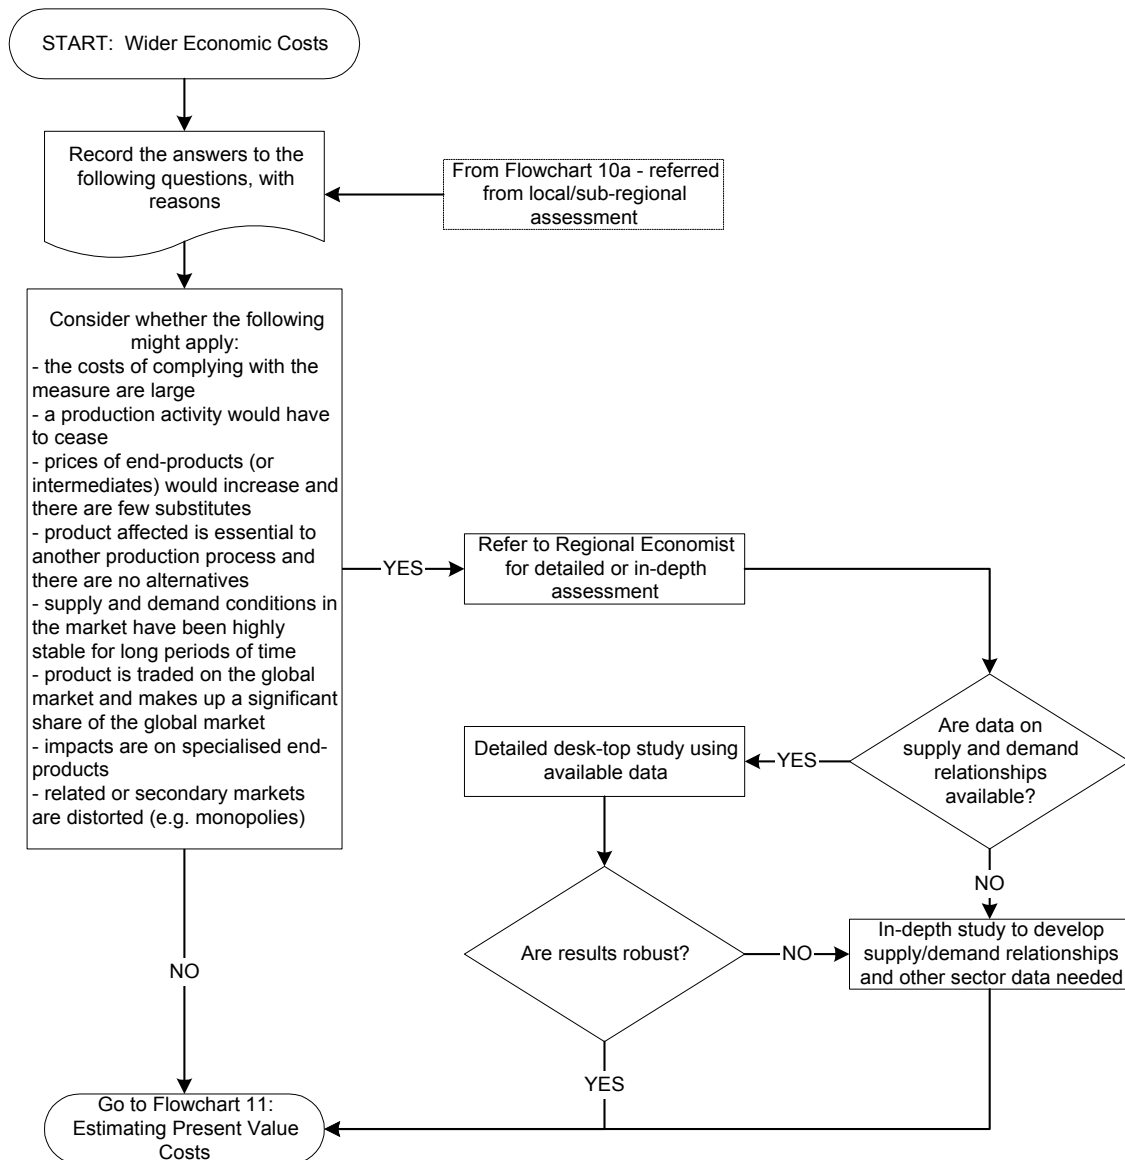 START:  Wider Economic Costs
Record the answers to the
following questions, with
reasons
From Flowchart 10a - referred
from local/sub-regional
assessment
Consider whether the following
might apply:
- the costs of complying with the
measure are large
- a production activity would have
to cease
- prices of end-products (or
intermediates) would increase and
there are few substitutes
- product affected is essential to
another production process and
there are no alternatives
- supply and demand conditions in
the market have been highly
stable for long periods of time
- product is traded on the global
market and makes up a significant
share of the global market
- impacts are on specialised end-
products
- related or secondary markets
are distorted (e.g. monopolies)
YES
Refer to Regional Economist
for detailed or in-depth
assessment
Are data on
supply and demand
relationships
available?
YES
Detailed desk-top study using
available data
NO
Are results robust?
NO
In-depth study to develop
supply/demand relationships
and other sector data needed
NO
YES
Go to Flowchart 11:
Estimating Present Value
Costs